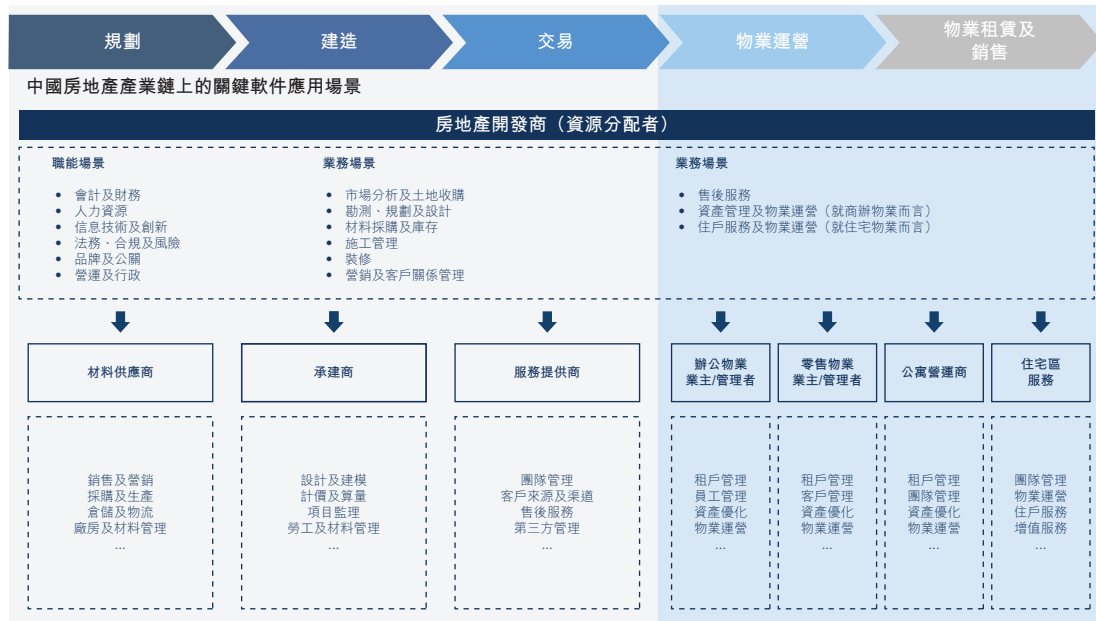 規劃
建造
交易
物業運營
物業租賃及
銷售
中國房地產產業鏈上的關鍵軟件應用場景
房地產開發商（資源分配者）
職能場景
• 會計及財務
• 人力資源
• 信息技術及創新
• 法務、合規及風險
• 品牌及公關
• 營運及行政
業務場景
• 市場分析及土地收購
• 勘測、規劃及設計
• 材料採購及庫存
• 施工管理
• 裝修
• 營銷及客戶關係管理
業務場景
• 售後服務
• 資產管理及物業運營（就商辦物業而言）
• 住戶服務及物業運營（就住宅物業而言）
材料供應商
承建商
服務提供商
辦公物業
業主/管理者
零售物業
業主/管理者
公寓營運商
住宅區
服務
銷售及營銷
採購及生產
倉儲及物流
廠房及材料管理
...
設計及建模
計價及算量
項目監理
勞工及材料管理
...
團隊管理
客戶來源及渠道
售後服務
第三方管理
...
租戶管理
員工管理
資產優化
物業運營
...
租戶管理
客戶管理
資產優化
物業運營
...
租戶管理
團隊管理
資產優化
物業運營
...
團隊管理
物業運營
住戶服務
增值服務
...